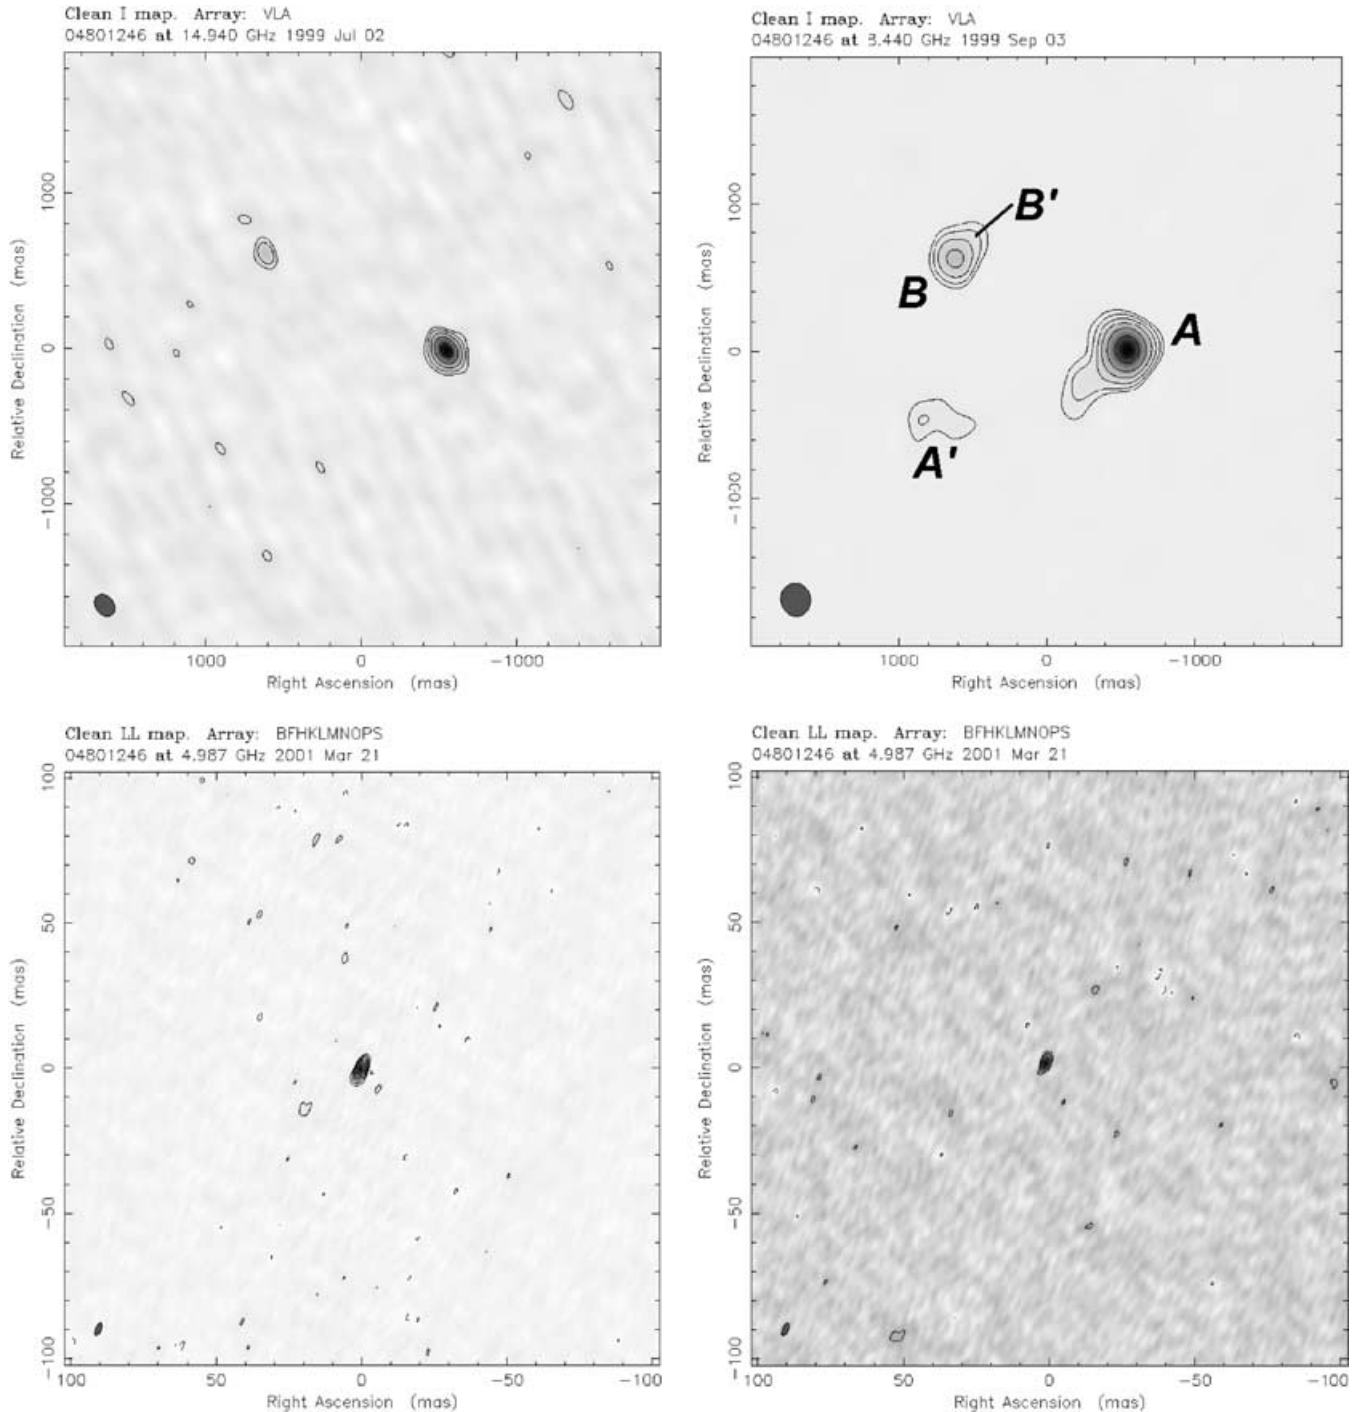 Clean I map. Array: VLA
04801246 at 14.940 GHz 1999 Jul 02
Relative Declination (mas)
1000
0
−1000
1000
0
−1000
Right Ascension (mas)
Clean I map. Array: VLA
04801246 at 8.440 GHz 1999 Sep 03
Relative Declination (mas)
1000
0
−1000
B'
B
A
A'
1000
0
−1000
Right Ascension (mas)
Clean LL map. Array: BFHKLMNOPS
04801246 at 4.987 GHz 2001 Mar 21
Relative Declination (mas)
100
50
0
−50
−100
100
50
0
−50
−100
Right Ascension (mas)
Clean LL map. Array: BFHKLMNOPS
04801246 at 4.987 GHz 2001 Mar 21
Relative Declination (mas)
100
50
0
−50
−100
100
50
0
−50
−100
Right Ascension (mas)